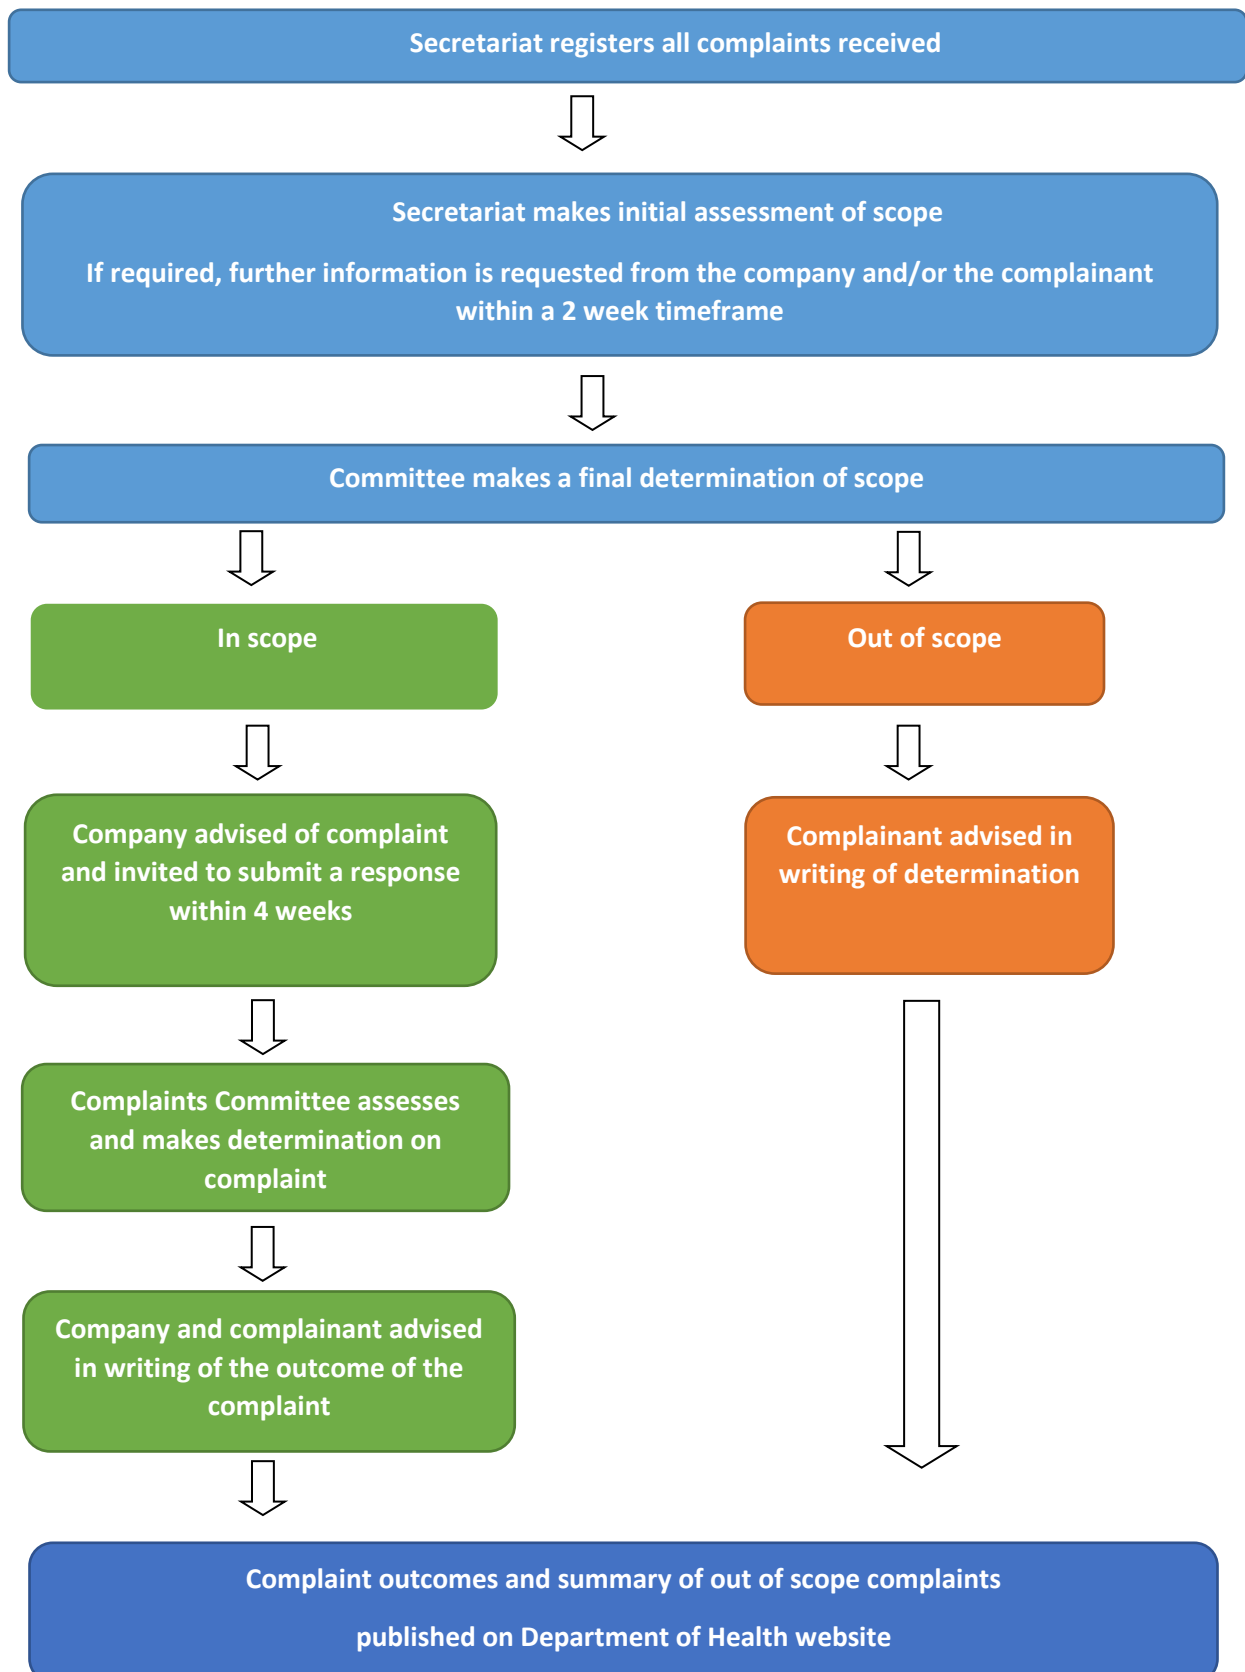 Secretariat registers all complaints received
Secretariat makes initial assessment of scope
If required, further information is requested from the company and/or the complainant
within a 2 week timeframe
Committee makes a final determination of scope
In scope
Out of scope
Company advised of complaint
and invited to submit a response
within 4 weeks
Complainant advised in
writing of determination
Complaints Committee assesses
and makes determination on
complaint
Company and complainant advised
in writing of the outcome of the
complaint
Complaint outcomes and summary of out of scope complaints
published on Department of Health website